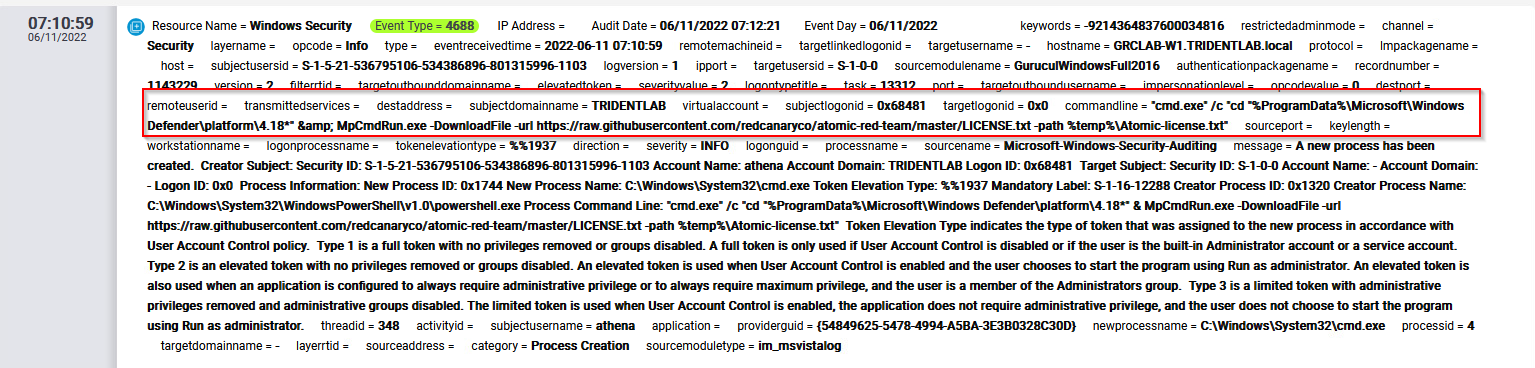 07:10:59
06/11/2022
Resource Name = Windows Security Event Type = 4688 IP Address = Audit Date = 06/11/2022 07:12:21 Event Day = 06/11/2022 keywords = -9214364837600034816 restrictedadminmode = channel =
Security layername = opcode = Info type = eventreceivedtime = 2022-06-11 07:10:59 remotemachineid = targetlinkedlogonid = targetusername = - hostname = GRCLAB-W1.TRIDENTLAB.local protocol = lmpackagename =
= host = subjectusersid = S-1-5-21-536795106-534386896-801315996-1103 logversion = 1 ipport = targetusersid = S-1-0-0 sourcemodulename = GuruculWindowsFull2016 authenticationpackagename = recordnumber =
1143229 version = 2 filterrtid = targetoutbounddomainname = elevatedtoken = severityvalue = 2 logontypetitle = task = 13312 port = targetoutboundusername = impersonationlevel = opcodevalue = 0 destport =
remoteuserid = transmittedservices = destaddress = subjectdomainname = TRIDENTLAB virtualaccount = subjectlogonid = 0x68481 targetlogonid = 0x0 commandline = "cmd.exe" /c "cd "%ProgramData%\Microsoft\Windows
Defender\platform\4.18*" &amp; MpCmdRun.exe -DownloadFile -url https://raw.githubusercontent.com/redcanaryco/atomic-red-team/master/LICENSE.txt -path %temp%\Atomic-license.txt" sourceport = keylength =
workstationname = logonprocessname = tokenelevationtype = %%1937 direction = severity = INFO logonguid = processname = sourcename = Microsoft-Windows-Security-Auditing message = A new process has been
created. Creator Subject: Security ID: S-1-5-21-536795106-534386896-801315996-1103 Account Name: athena Account Domain: TRIDENTLAB Logon ID: 0x68481 Target Subject: Security ID: S-1-0-0 Account Name: - Account Domain:
- Logon ID: 0x0 Process Information: New Process ID: 0x1744 New Process Name: C:\Windows\System32\cmd.exe Token Elevation Type: %%1937 Mandatory Label: S-1-16-12288 Creator Process ID: 0x1320 Creator Process Name:
C:\Windows\System32\WindowsPowerShell\v1.0\powershell.exe Process Command Line: "cmd.exe" /c "cd "%ProgramData%\Microsoft\Windows Defender\platform\4.18*" & MpCmdRun.exe -DownloadFile -url
https://raw.githubusercontent.com/redcanaryco/atomic-red-team/master/LICENSE.txt -path %temp%\Atomic-license.txt" Token Elevation Type indicates the type of token that was assigned to the new process in accordance with
User Account Control policy. Type 1 is a full token with no privileges removed or groups disabled. A full token is only used if User Account Control is disabled or if the user is the built-in Administrator account or a service account.
Type 2 is an elevated token with no privileges removed or groups disabled. An elevated token is used when User Account Control is enabled and the user chooses to start the program using Run as administrator. An elevated token is
also used when an application is configured to always require administrative privilege or to always require maximum privilege, and the user is a member of the Administrators group. Type 3 is a limited token with administrative
privileges removed and administrative groups disabled. The limited token is used when User Account Control is enabled, the application does not require administrative privilege, and the user does not choose to start the program
using Run as administrator. threadid = 348 activityid = subjectusername = athena application = providerguid = {54849625-5478-4994-A5BA-3E3B0328C30D} newprocessname = C:\Windows\System32\cmd.exe processid = 4
targetdomainname = - layerrtid = sourceaddress = category = Process Creation sourcemoduletype = im_msvistalog